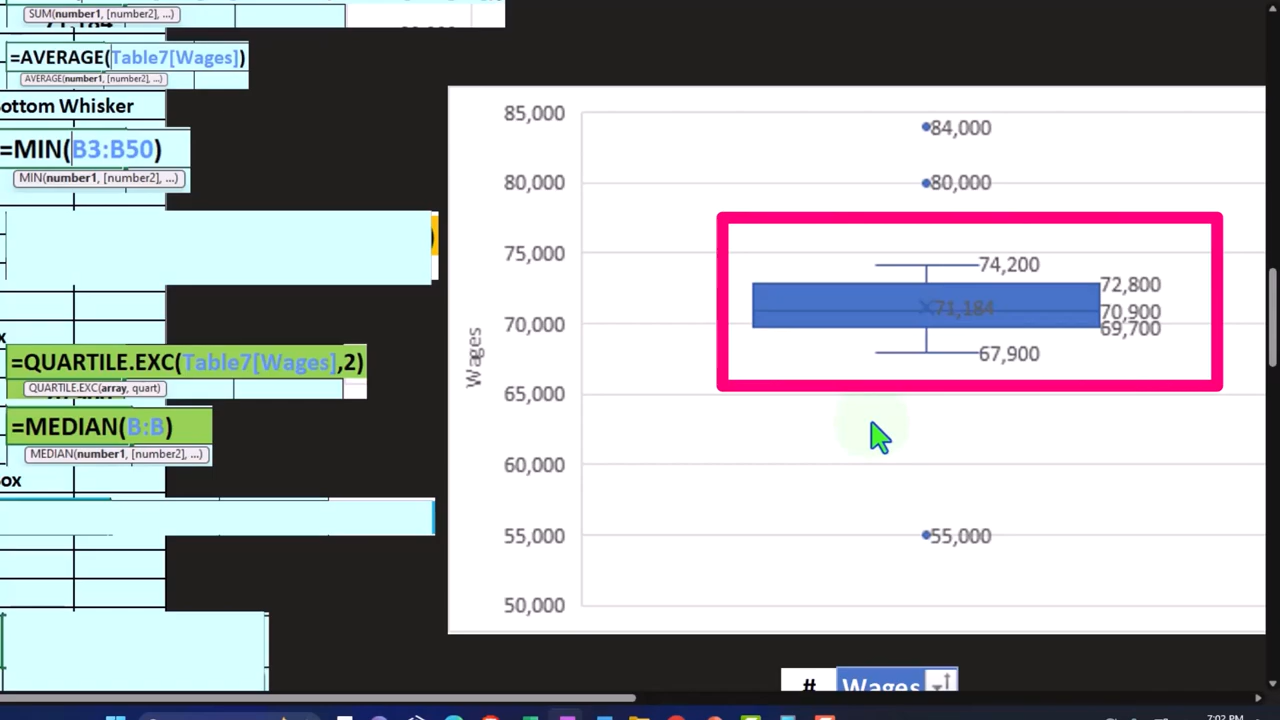 SUM(number1, [number2], ...)
=AVERAGE(Table7[Wages])
AVERAGE(number1, [number2], ...)
ottom Whisker
=MIN(B3:B50)
MIN(number1, [number2], ...)
)
x
=QUARTILE.EXC(Table7[Wages],2)
QUARTILE.EXC(array, quart)
=MEDIAN(B:B)
MEDIAN(number1, [number2], ...)
ox
Wages
85,000
80,000
75,000
70,000
65,000
60,000
55,000
50,000
84,000
80,000
74,200
72,800
71,184
70,900
69,700
67,900
55,000
# Wages
7:02 PM